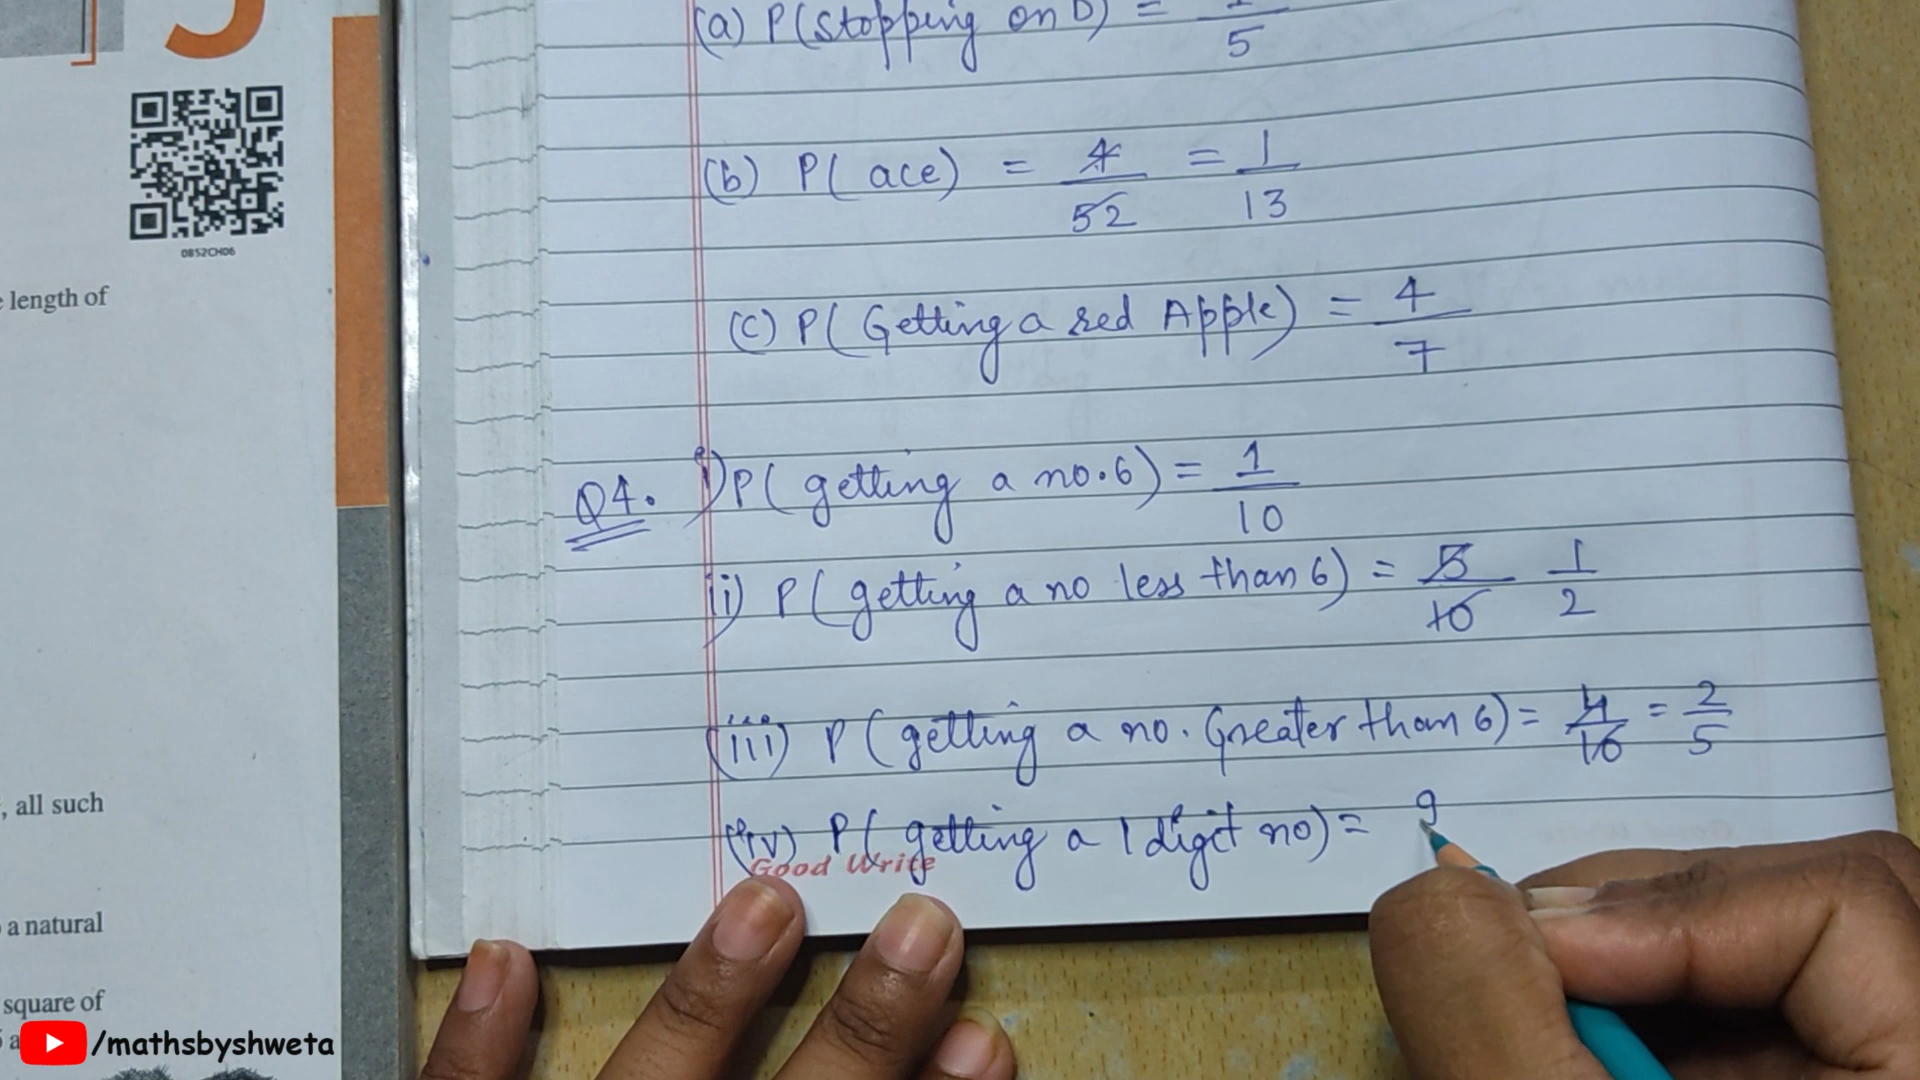 (a) P(stopping on D) = 1/5
0852CH06
(b) P( ace) = 4/52 = 1/13
length of
(c) P( Getting a red Apple) = 4/7
Q4. i) P( getting a no.6) = 1/10
ii) P( getting a no less than 6) = 5/10 1/2
(iii) P( getting a no. Greater than 6) = 4/10 = 2/5
, all such
(iv) P( getting a 1 digit no) = 9
Good Write
a natural
square of
/mathsbyshweta